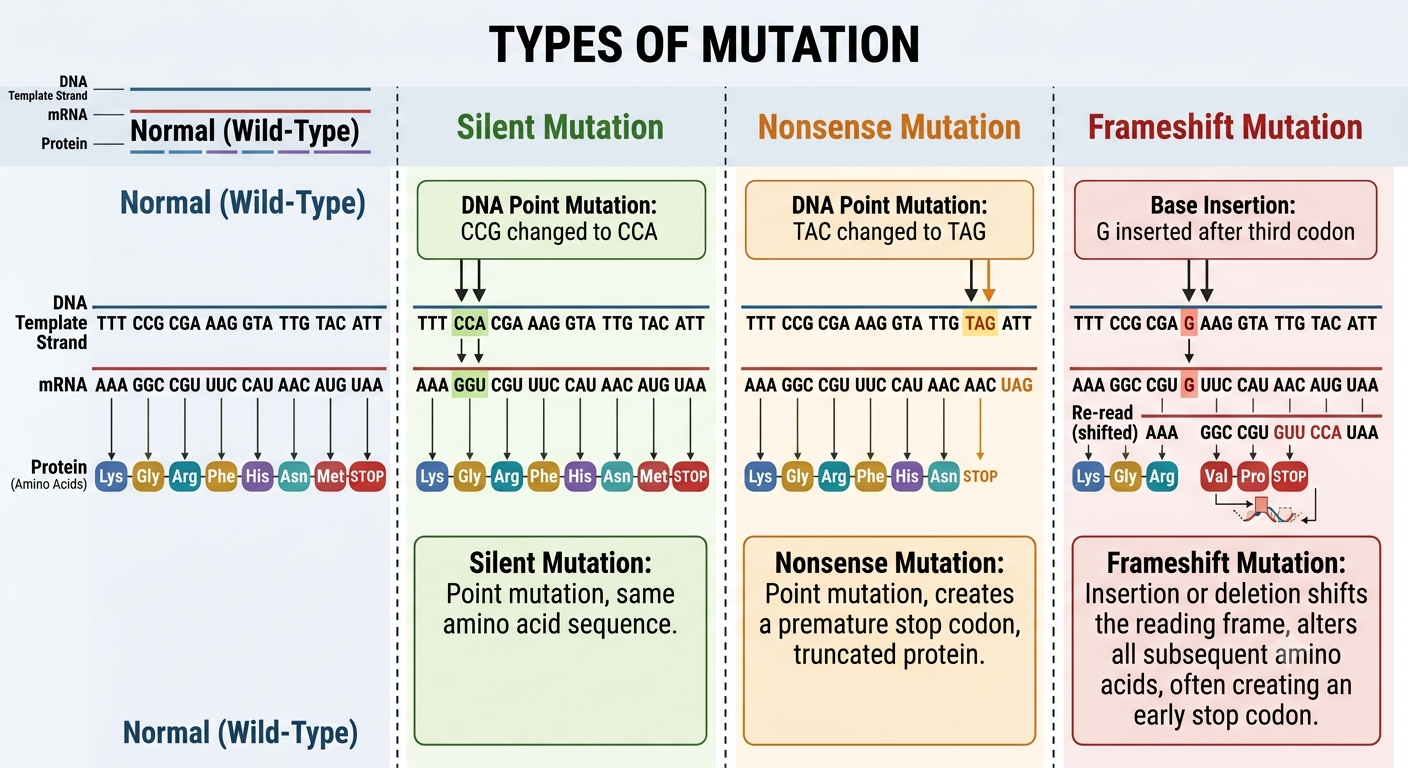 TYPES OF MUTATION
DNA
Template Strand
mRNA
Normal (Wild-Type)
Protein
Normal (Wild-Type)
DNA
Template
Strand
TTT CCG CGA AAG GTA TTG TAC ATT
mRNA
AAA GGC CGU UUC CAU AAC AUG UAA
Protein
(Amino Acids)
Lys Gly Arg Phe His Asn Met STOP
Normal (Wild-Type)
Silent Mutation
DNA Point Mutation:
CCG changed to CCA
TTT CCA CGA AAG GTA TTG TAC ATT
AAA GGU CGU UUC CAU AAC AUG UAA
Lys Gly Arg Phe His Asn Met STOP
Silent Mutation:
Point mutation, same
amino acid sequence.
Nonsense Mutation
DNA Point Mutation:
TAC changed to TAG
TTT CCG CGA AAG GTA TTG TAG ATT
AAA GGC CGU UUC CAU AAC AAC UAG
Lys Gly Arg Phe His Asn STOP
Nonsense Mutation:
Point mutation, creates
a premature stop codon,
truncated protein.
Frameshift Mutation
Base Insertion:
G inserted after third codon
TTT CCG CGA G AAG GTA TTG TAC ATT
AAA GGC CGU G UUC CAU AAC AUG UAA
Re-read
(shifted) AAA GGC CGU GUU CCA UAA
Lys Gly Arg Val Pro STOP
Frameshift Mutation:
Insertion or deletion shifts
the reading frame, alters
all subsequent amino
acids, often creating an
early stop codon.